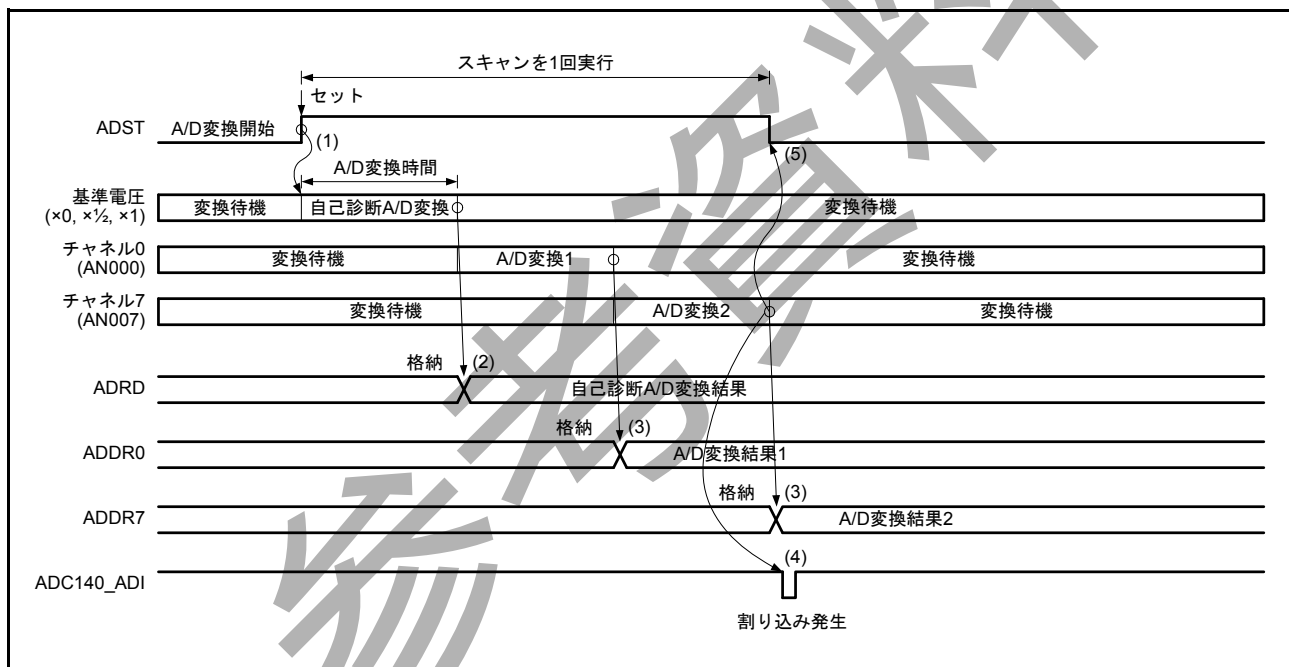 スキャンを1回実行
セット
ADST
A/D変換開始
(1)
(5)
A/D変換時間
基準電圧
(×0, ×½, ×1)
変換待機
自己診断A/D変換
変換待機
チャネル0
(AN000)
変換待機
A/D変換1
変換待機
チャネル7
(AN007)
変換待機
A/D変換2
変換待機
格納
(2)
ADRD
自己診断A/D変換結果
格納
(3)
ADDR0
A/D変換結果1
格納
(3)
ADDR7
A/D変換結果2
(4)
ADC140_ADI
割り込み発生
参考資料